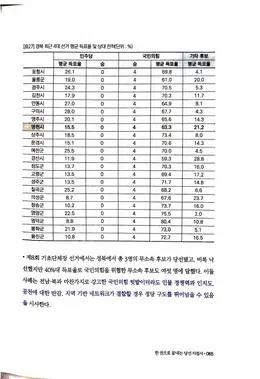 [표27] 경북 최근 4대 선거 평균 득표율 및 상대 전적(단위 : %)
민주당 국민의힘 기타 후보
평균 득표율 승 승 평균 득표율 평균 득표율
포항시 26.1 0 4 69.8 4.1
울릉군 19.0 0 4 61.0 20.0
경주시 24.3 0 4 70.5 5.3
김천시 17.9 0 4 70.3 11.7
안동시 27.0 0 4 64.9 8.1
구미시 28.0 0 4 67.7 4.3
영주시 20.1 0 4 65.6 14.3
영천시 15.5 0 4 63.3 21.2
상주시 18.5 0 4 73.4 8.0
문경시 15.1 0 4 70.6 14.3
예천군 25.5 0 4 70.0 4.5
경산시 11.9 0 4 59.3 28.8
청도군 13.7 0 4 70.3 16.0
고령군 13.5 0 4 69.4 17.2
성주군 13.5 0 4 71.7 14.8
칠곡군 25.2 0 4 68.2 6.6
의성군 8.7 0 4 67.6 23.7
청송군 10.2 0 4 73.7 16.0
영양군 22.5 0 4 75.5 2.0
영덕군 8.8 0 4 80.4 10.8
봉화군 21.9 0 4 73.0 5.1
울진군 10.8 0 4 72.7 16.5
• 제8회 기초단체장 선거에서는 경북에서 총 3명의 무소속 후보가 당선됐고, 비록 낙
선했지만 40%대 득표율로 국민의힘을 위협한 무소속 후보도 여섯 명에 달했다. 이들
사례는 전남·북과 마찬가지로 강고한 국민의힘 텃밭이더라도 인물 경쟁력과 인지도,
공천에 대한 반감, 지역 기반 네트워크가 결합할 경우 정당 구도를 뛰어넘을 수 있음
을 시사한다.
한 권으로 끝내는 당선 지침서 • 065